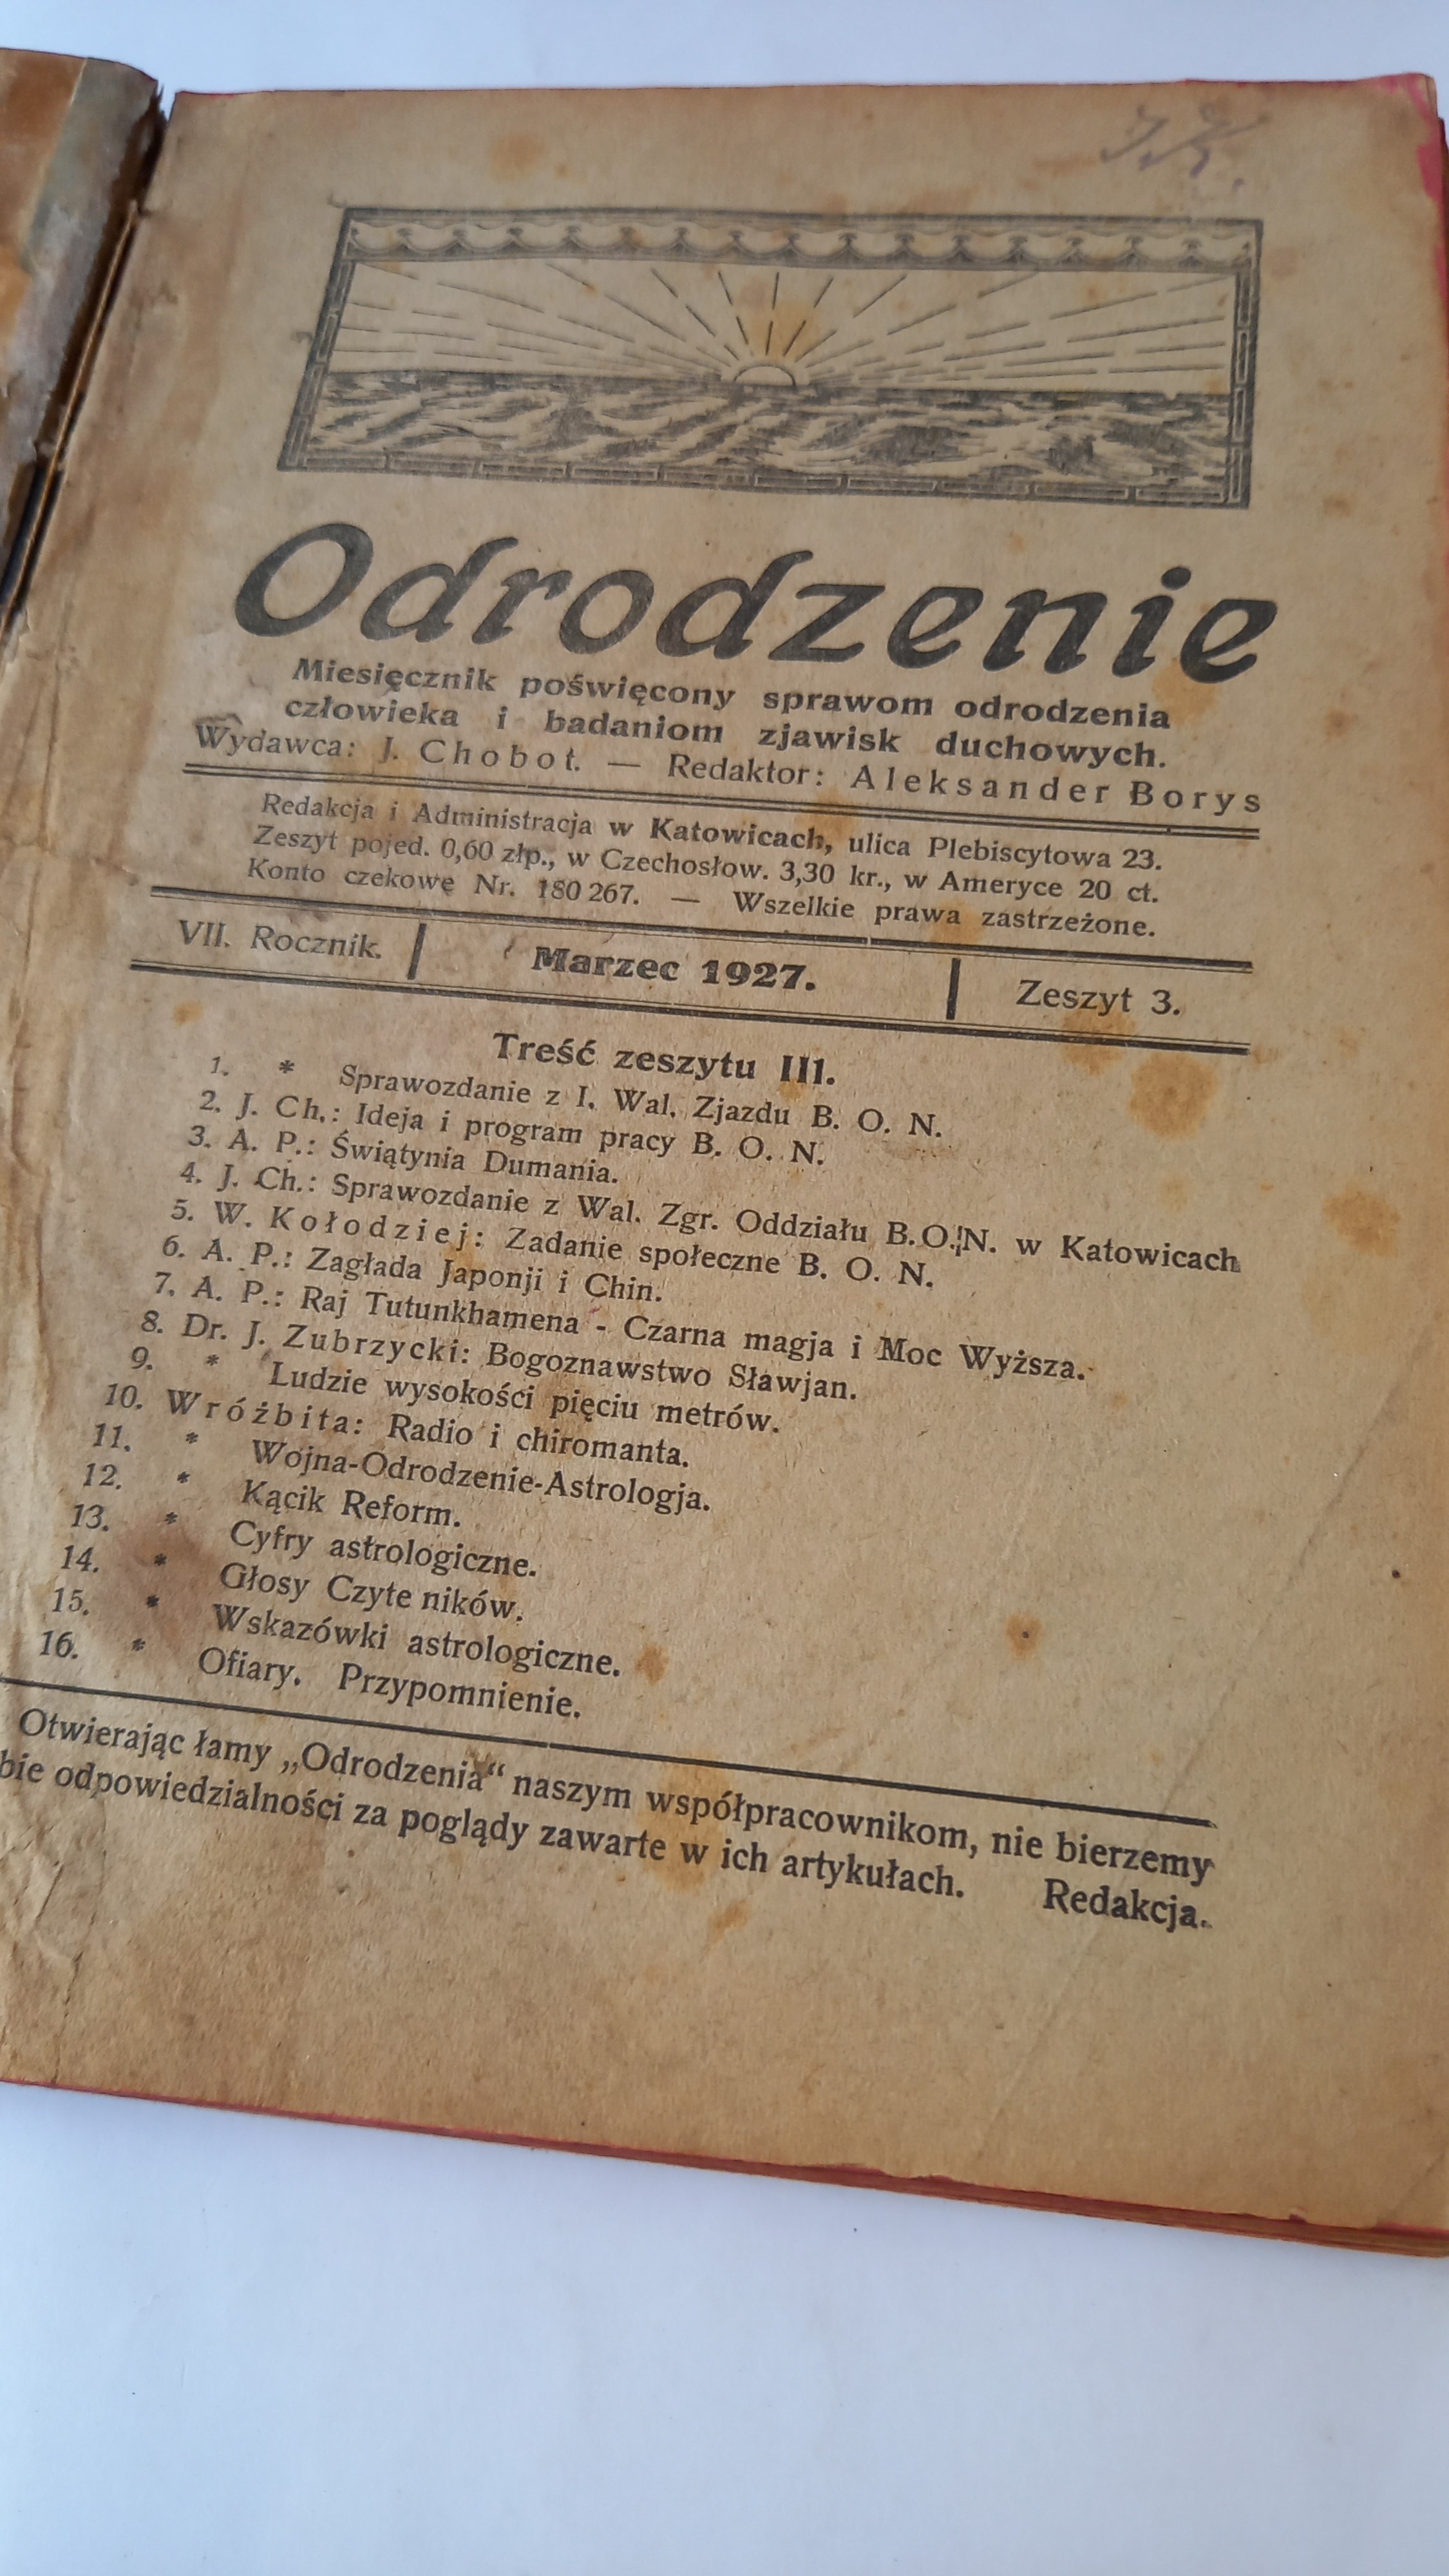 Odrodzenie
Miesięcznik poświęcony sprawom odrodzenia
człowieka i badaniom zjawisk duchowych.
Wydawca: J. Chobot. — Redaktor: Aleksander Borys
Redakcja i Administracja w Katowicach, ulica Plebiscytowa 23.
Zeszyt pojed. 0,60 złp., w Czechosłow. 3,30 kr., w Ameryce 20 ct.
Konto czekowe Nr. 180 267. — Wszelkie prawa zastrzeżone.
VII. Rocznik. Marzec 1927. Zeszyt 3.
Treść zeszytu III.
1. * Sprawozdanie z I. Wal. Zjazdu B. O. N.
2. J. Ch.: Ideja i program pracy B. O. N.
3. A. P.: Świątynia Dumania.
4. J. Ch.: Sprawozdanie z Wal. Zgr. Oddziału B. O. N. w Katowicach
5. W. Kołodziej: Zadanie społeczne B. O. N.
6. A. P.: Zagłada Japonji i Chin.
7. A. P.: Raj Tutunkhamena - Czarna magja i Moc Wyższa.
8. Dr. J. Zubrzycki: Bogoznawstwo Sławjan.
9. * Ludzie wysokości pięciu metrów.
10. Wróżbita: Radio i chiromanta.
11. * Wojna-Odrodzenie-Astrologja.
12. * Kącik Reform.
13. * Cyfry astrologiczne.
14. * Głosy Czyte ników.
15. * Wskazówki astrologiczne.
16. * Ofiary. Przypomnienie.
Otwierając łamy „Odrodzenia“ naszym współpracownikom, nie bierzemy
bie odpowiedzialności za poglądy zawarte w ich artykułach. Redakcja.